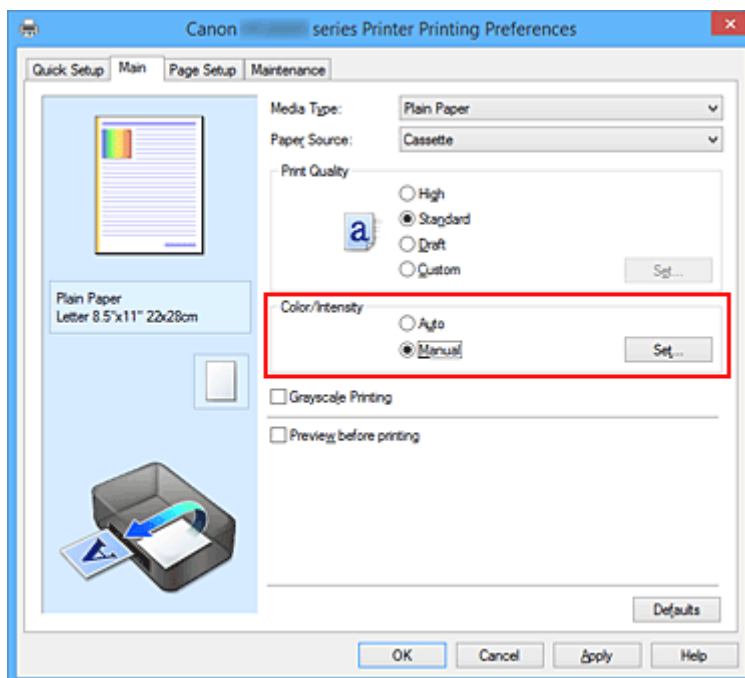 Canon series Printer Printing Preferences
Quick Setup Main Page Setup Maintenance
Media Type: Plain Paper
Paper Source: Cassette
Print Quality
High
Standard
Draft
Custom Set...
a
Plain Paper
Letter 8.5"x11" 22x28cm
Color/Intensity
Auto
Manual Set...
Grayscale Printing
Preview before printing
A
Defaults
OK Cancel Apply Help